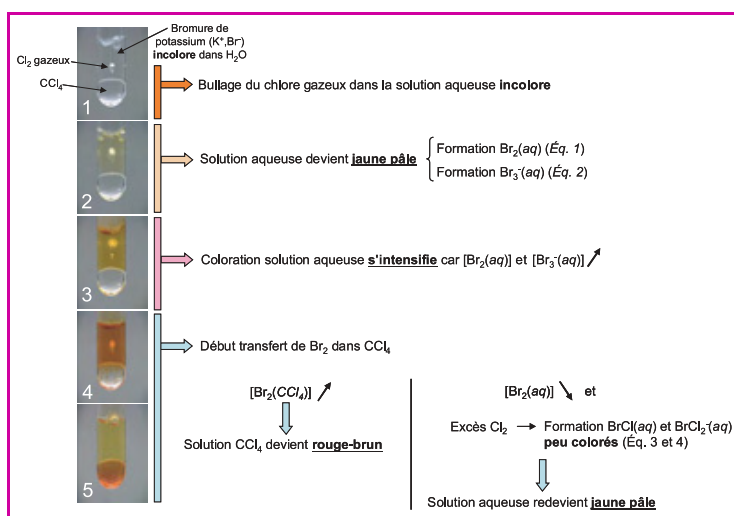 Bromure de
potassium (K⁺,Br⁻)
incolore dans H₂O
Cl₂ gazeux
CCl₄
1
Bullage du chlore gazeux dans la solution aqueuse incolore
2
Solution aqueuse devient jaune pâle
Formation Br₂(aq) (Éq. 1)
Formation Br₃⁻(aq) (Éq. 2)
3
Coloration solution aqueuse s'intensifie car [Br₂(aq)] et [Br₃⁻(aq)]
4
Début transfert de Br₂ dans CCl₄
[Br₂(CCl₄)]
Solution CCl₄ devient rouge-brun
[Br₂(aq)] et
Excès Cl₂ → Formation BrCl(aq) et BrCl₂⁻(aq)
peu colorés (Éq. 3 et 4)
Solution aqueuse redevient jaune pâle
5